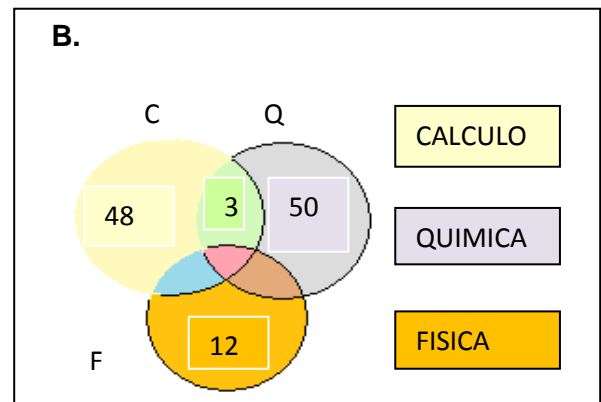 B.
C Q
CALCULO
48 3 50
QUIMICA
12
FISICA
F